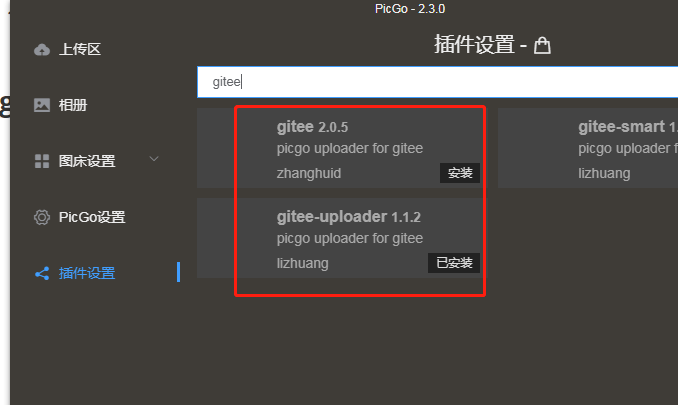 PicGo - 2.3.0
上传区
相册
图床设置
PicGo设置
插件设置
插件设置 -
gitee
gitee 2.0.5
picgo uploader for gitee
zhanghuid
安装
gitee-smart 1.
picgo uploader f
lizhuang
gitee-uploader 1.1.2
picgo uploader for gitee
lizhuang
已安装
g